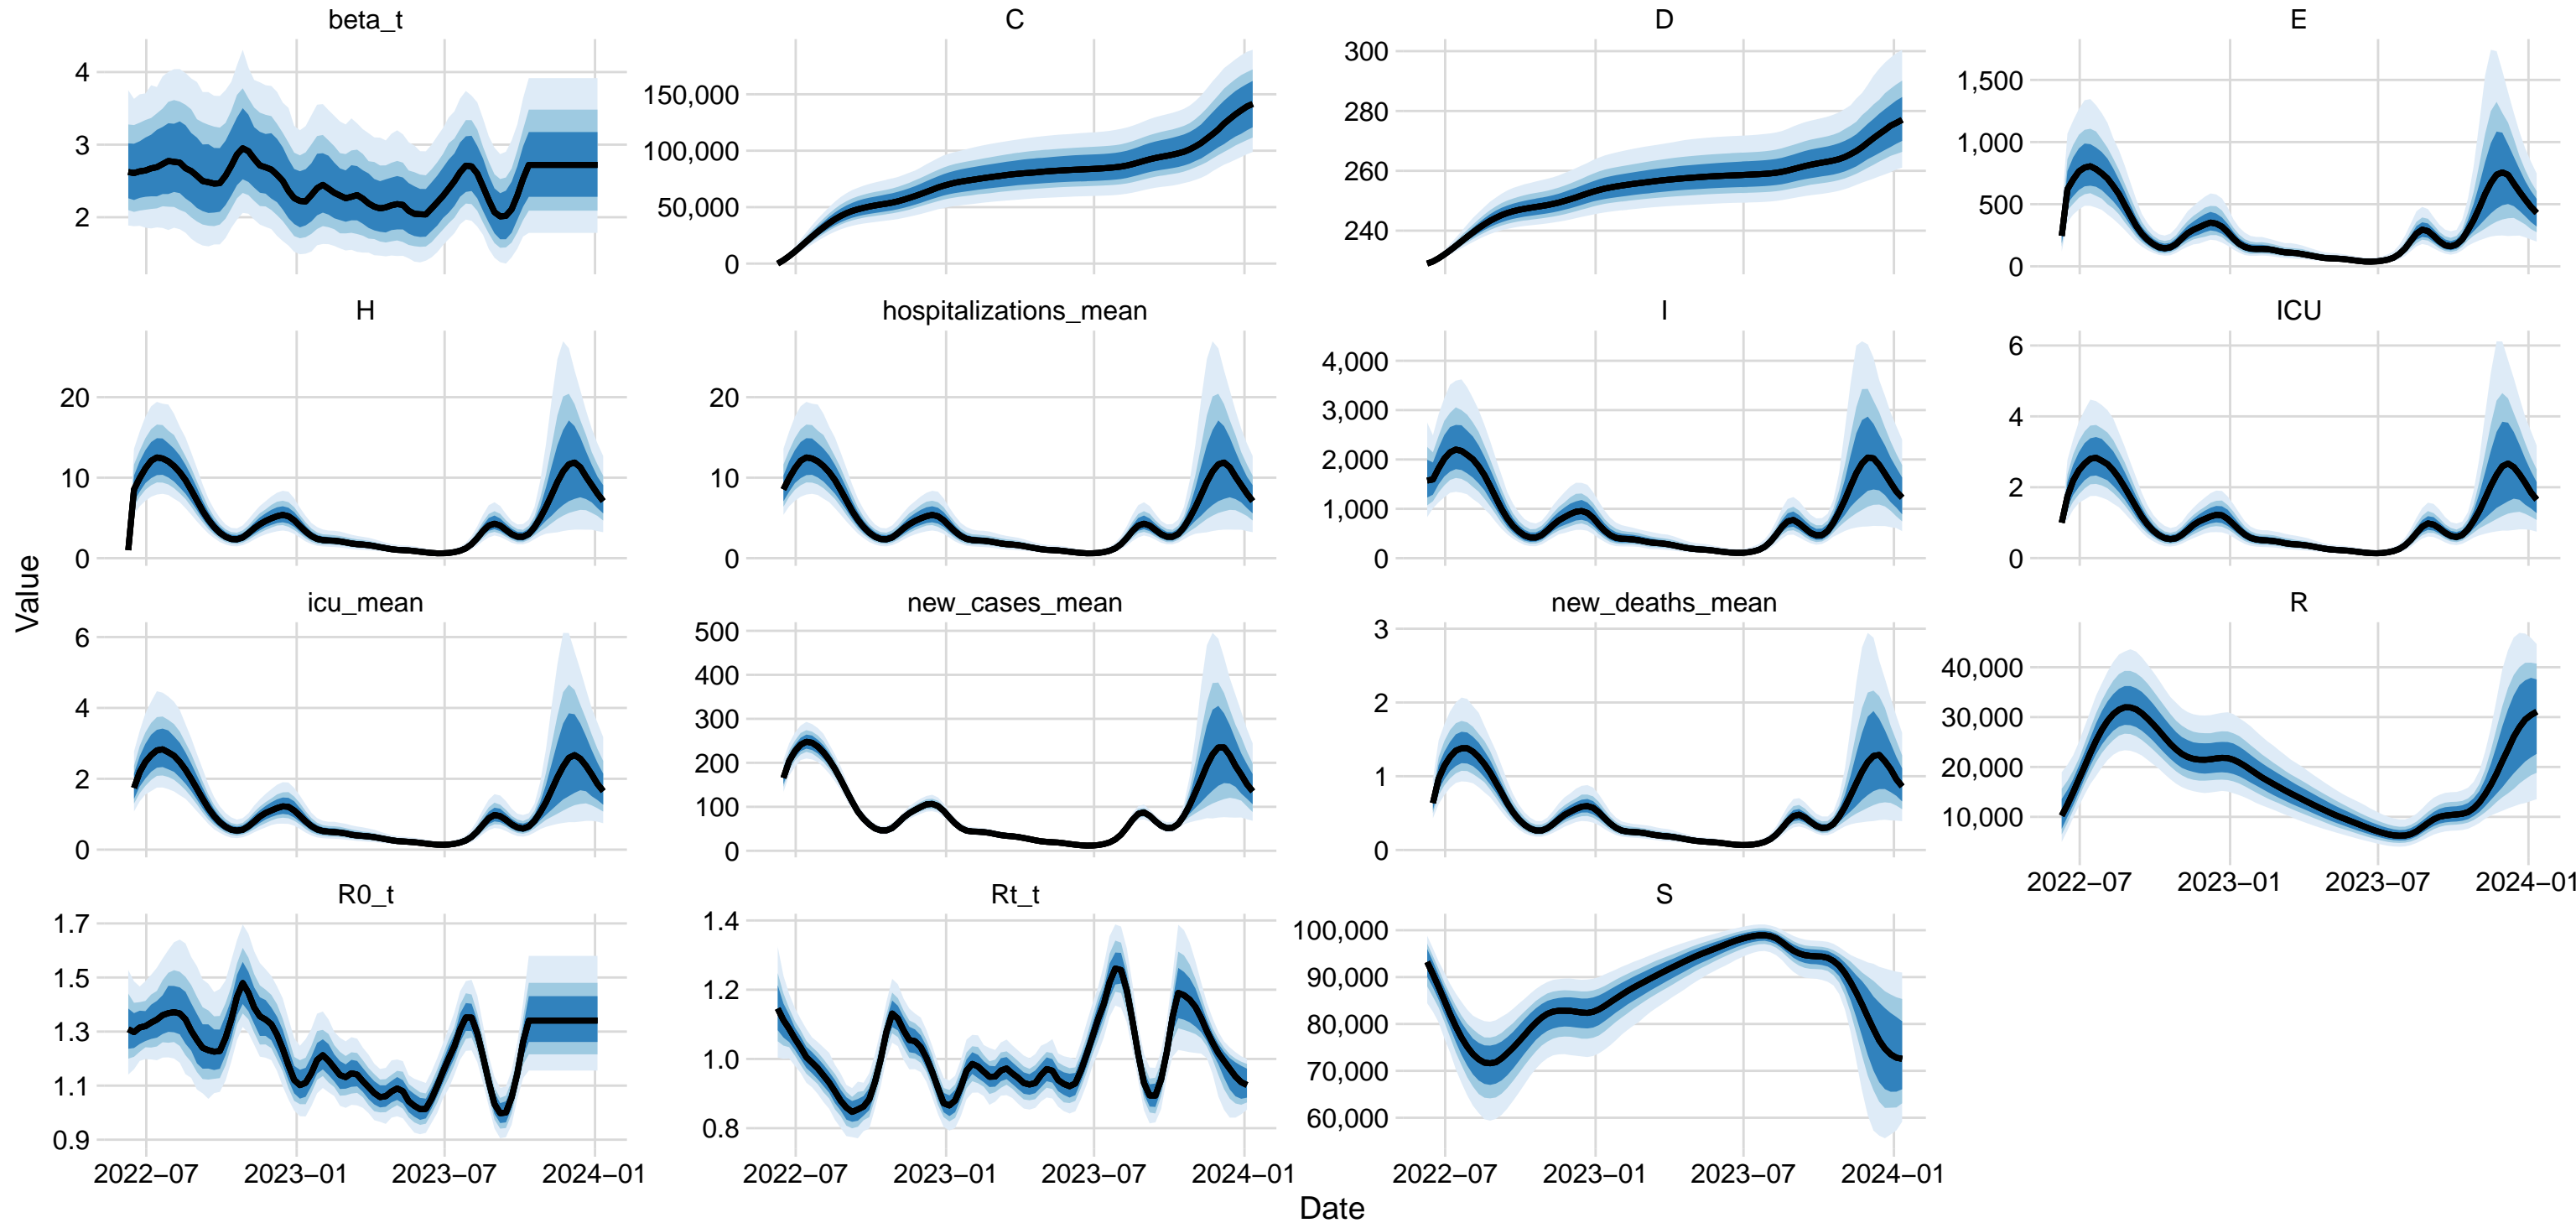 beta_t
C
D
E
4
3
2
150,000
100,000
50,000
0
300
280
260
240
1,500
1,000
500
0
H
hospitalizations_mean
I
ICU
20
10
0
20
10
0
4,000
3,000
2,000
1,000
0
6
4
2
0
icu_mean
new_cases_mean
new_deaths_mean
R
6
4
2
0
500
400
300
200
100
0
3
2
1
0
40,000
30,000
20,000
10,000
2022−07 2023−01 2023−07 2024−01
R0_t
Rt_t
S
1.7
1.5
1.3
1.1
0.9
1.4
1.2
1.0
0.8
100,000
90,000
80,000
70,000
60,000
2022−07 2023−01 2023−07 2024−01
2022−07 2023−01 2023−07 2024−01
2022−07 2023−01 2023−07 2024−01
Value
Date